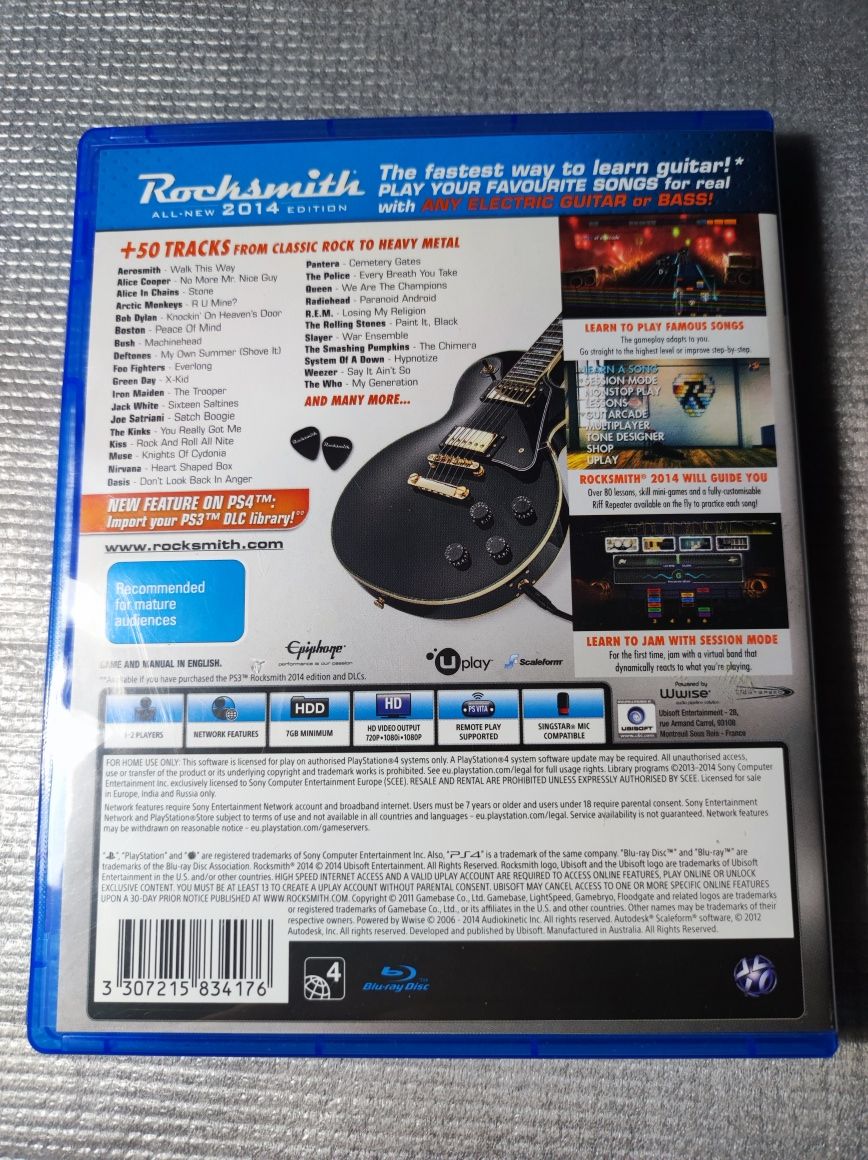 Rocksmith
ALL-NEW 2014 EDITION
The fastest way to learn guitar!*
PLAY YOUR FAVOURITE SONGS for real
with ANY ELECTRIC GUITAR or BASS!
+50 TRACKS FROM CLASSIC ROCK TO HEAVY METAL
Aerosmith - Walk This Way
Alice Cooper - No More Mr. Nice Guy
Alice In Chains - Stone
Arctic Monkeys - R U Mine?
Bob Dylan - Knockin' On Heaven's Door
Boston - Peace Of Mind
Bush - Machinehead
Deftones - My Own Summer (Shove It)
Foo Fighters - Everlong
Green Day - X-Kid
Iron Maiden - The Trooper
Jack White - Sixteen Saltines
Joe Satriani - Satch Boogie
The Kinks - You Really Got Me
Kiss - Rock And Roll All Nite
Muse - Knights Of Cydonia
Nirvana - Heart Shaped Box
Oasis - Don't Look Back In Anger
Pantera - Cemetery Gates
The Police - Every Breath You Take
Queen - We Are The Champions
Radiohead - Paranoid Android
R.E.M. - Losing My Religion
The Rolling Stones - Paint It, Black
Slayer - War Ensemble
The Smashing Pumpkins - The Chimera
System Of A Down - Hypnotize
Weezer - Say It Ain't So
The Who - My Generation
AND MANY MORE...
Rocksmith
Rocksmith
NEW FEATURE ON PS4™:
Import your PS3™ DLC library!°°
www.rocksmith.com
Recommended
for mature
audiences
LEARN TO PLAY FAMOUS SONGS
The gameplay adapts to you.
Go straight to the highest level or improve step-by-step.
LEARN A SONG
SESSION MODE
NONSTOP PLAY
LESSONS
GUITARCADE
MULTIPLAYER
TONE DESIGNER
SHOP
UPLAY
ROCKSMITH® 2014 WILL GUIDE YOU
Over 80 lessons, skill mini-games and a fully-customisable
Riff Repeater available on the fly to practice each song!
LEARN TO JAM WITH SESSION MODE
For the first time, jam with a virtual band that
dynamically reacts to what you're playing.
GAME AND MANUAL IN ENGLISH.
°°Available if you have purchased the PS3™ Rocksmith 2014 edition and DLCs.
Epiphone
performance is our passion
Uplay
Scaleform
Powered by
Wwise
audio pipeline solution
1-2 PLAYERS
NETWORK FEATURES
HDD
7GB MINIMUM
HD
HD VIDEO OUTPUT
720P•1080i•1080P
PS VITA
REMOTE PLAY
SUPPORTED
SINGSTAR® MIC
COMPATIBLE
UBISOFT
Ubisoft Entertainment - 28,
rue Armand Carrel, 93108
Montreuil Sous Bois - France
FOR HOME USE ONLY: This software is licensed for play on authorised PlayStation®4 systems only. A PlayStation®4 system software update may be required. All unauthorised access,
use or transfer of the product or its underlying copyright and trademark works is prohibited. See eu.playstation.com/legal for full usage rights. Library programs ©2013-2014 Sony Computer
Entertainment Inc. exclusively licensed to Sony Computer Entertainment Europe (SCEE). RESALE AND RENTAL ARE PROHIBITED UNLESS EXPRESSLY AUTHORISED BY SCEE. Licensed for sale
in Europe, India and Russia only.
Network features require Sony Entertainment Network account and broadband internet. Users must be 7 years or older and users under 18 require parental consent. Sony Entertainment
Network and PlayStation®Store subject to terms of use and not available in all countries and languages – eu.playstation.com/legal. Service availability is not guaranteed. Network features
may be withdrawn on reasonable notice – eu.playstation.com/gameservers.
", "PlayStation" and " " are registered trademarks of Sony Computer Entertainment Inc. Also, "PS4" is a trademark of the same company. "Blu-ray Disc™" and "Blu-ray™" are
trademarks of the Blu-ray Disc Association. Rocksmith® 2014 © 2014 Ubisoft Entertainment. All Rights Reserved. Rocksmith logo, Ubisoft and the Ubisoft logo are trademarks of Ubisoft
Entertainment in the U.S. and/or other countries. HIGH SPEED INTERNET ACCESS AND A VALID UPLAY ACCOUNT ARE REQUIRED TO ACCESS ONLINE FEATURES, PLAY ONLINE OR UNLOCK
EXCLUSIVE CONTENT. YOU MUST BE AT LEAST 13 TO CREATE A UPLAY ACCOUNT WITHOUT PARENTAL CONSENT. UBISOFT MAY CANCEL ACCESS TO ONE OR MORE SPECIFIC ONLINE FEATURES
UPON A 30-DAY PRIOR NOTICE PUBLISHED AT WWW.ROCKSMITH.COM. Copyright © 2011 Gamebase Co., Ltd. Gamebase, LightSpeed, Gamebryo, Floodgate and related logos are trademarks
or registered trademarks of Gamebase Co., Ltd., or its affiliates in the U.S. and other countries. Other names may be trademarks of their
respective owners. Powered by Wwise © 2006 - 2014 Audiokinetic Inc. All rights reserved. Autodesk® Scaleform® software, © 2012
Autodesk, Inc. All rights reserved. Developed and published by Ubisoft. Manufactured in Australia. All Rights Reserved.
3 307215 834176
4
Blu-ray Disc™